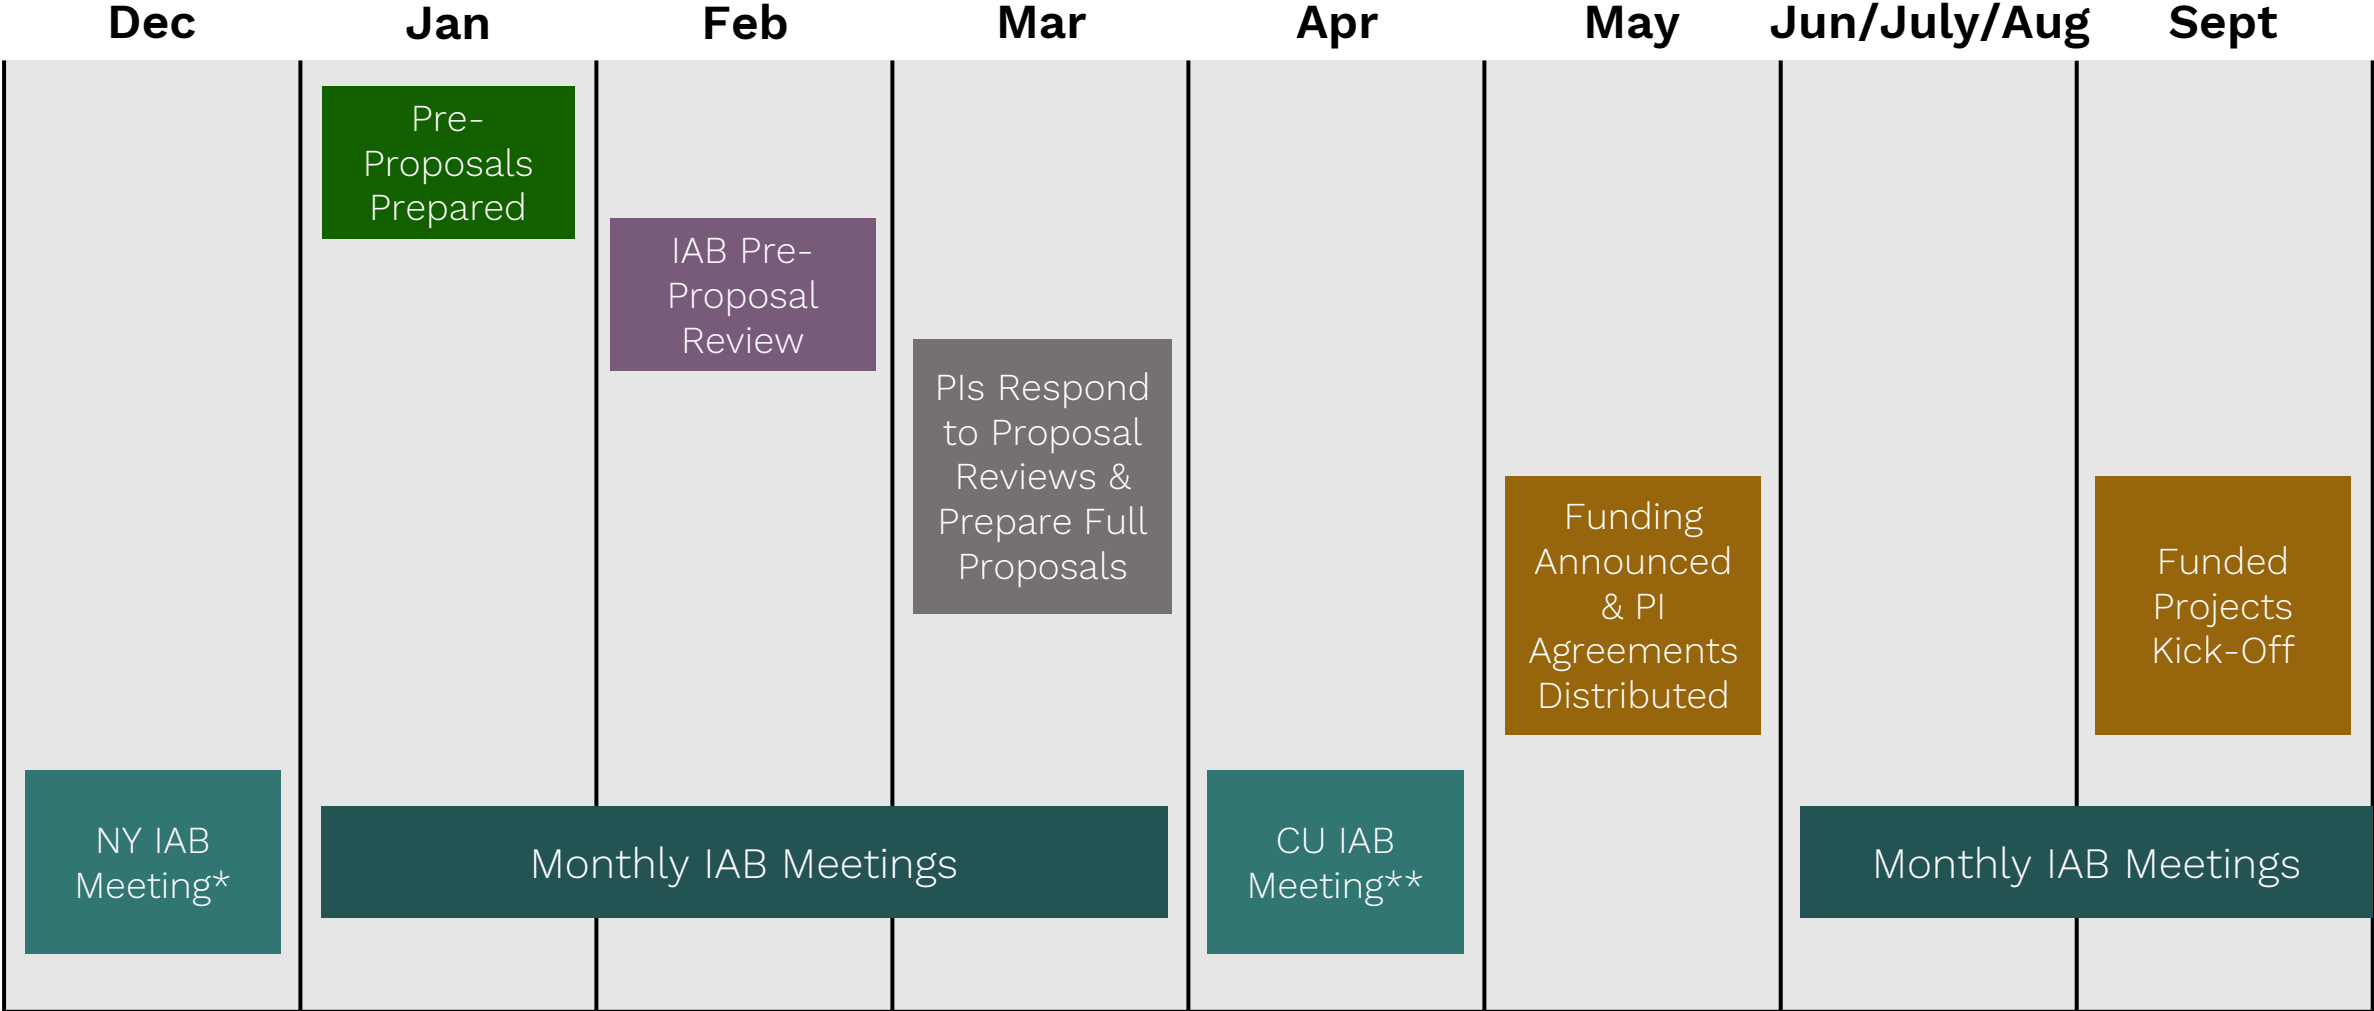 Dec Jan Feb Mar Apr May Jun/July/Aug Sept
Pre-
Proposals
Prepared
IAB Pre-
Proposal
Review
PIs Respond
to Proposal
Reviews &
Prepare Full
Proposals
Funding
Announced
& PI
Agreements
Distributed
Funded
Projects
Kick-Off
NY IAB
Meeting*
Monthly IAB Meetings
CU IAB
Meeting**
Monthly IAB Meetings